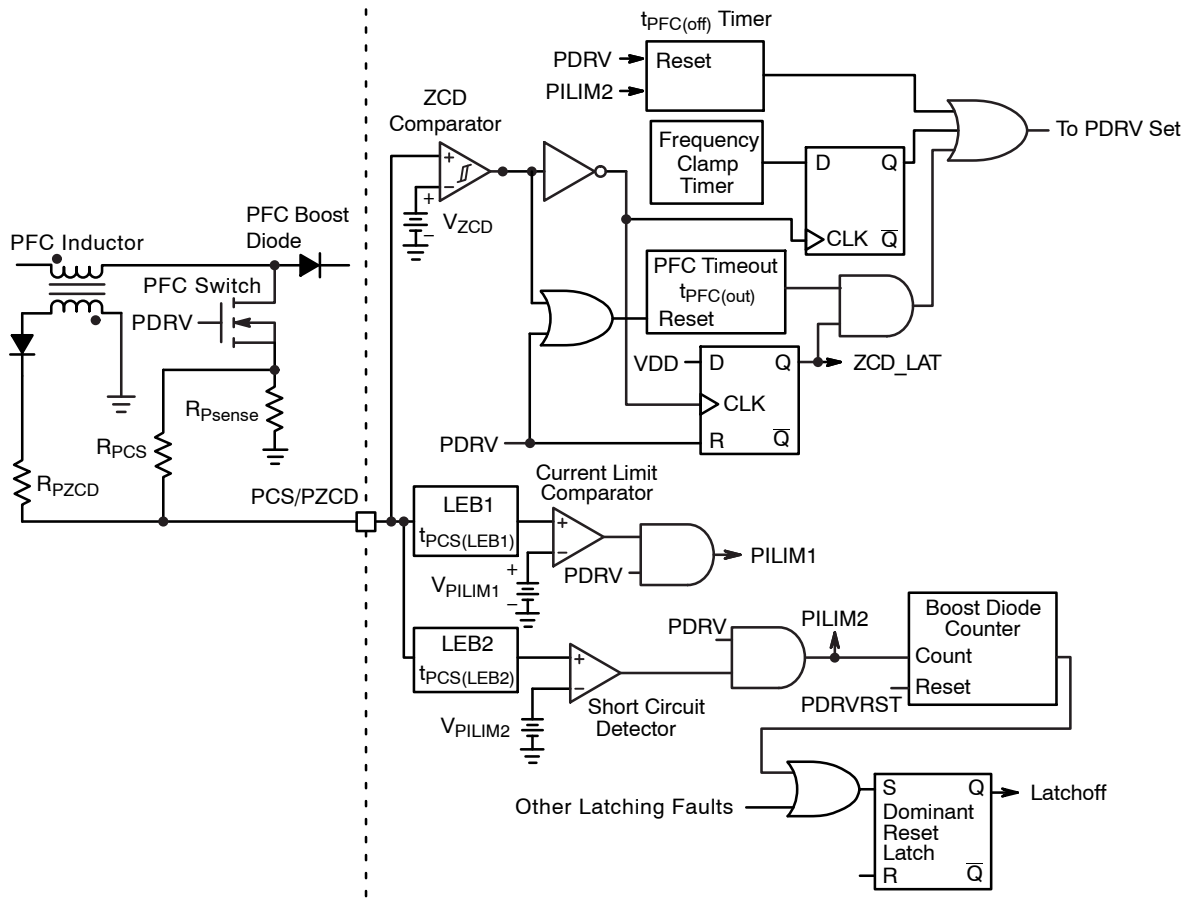 tPFC(off) Timer
PDRV
PILIM2
Reset
ZCD
Comparator
+
−
+
−
VZCD
Frequency
Clamp
Timer
D
Q
CLK
Q
To PDRV Set
PFC Inductor
PFC Boost
Diode
PFC Switch
PDRV
RPsense
RPCS
RPZCD
PCS/PZCD
PFC Timeout
tPFC(out)
Reset
VDD
D
Q
CLK
R
Q
ZCD_LAT
PDRV
LEB1
tPCS(LEB1)
Current Limit
Comparator
+
−
VPILIM1
+
−
PDRV
PILIM1
LEB2
tPCS(LEB2)
+
−
VPILIM2
Short Circuit
Detector
PDRV
PILIM2
Boost Diode
Counter
Count
Reset
PDRVRST
Other Latching Faults
S
Q
Dominant
Reset
Latch
R
Q
Latchoff